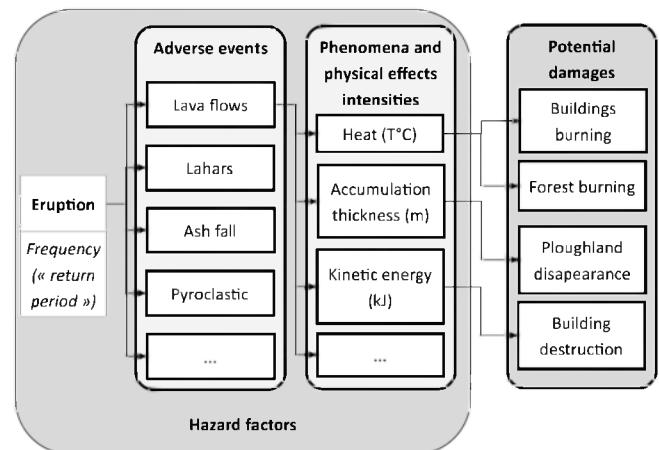 Adverse events
Lava flows
Lahars
Ash fall
Pyroclastic
...
Phenomena and
physical effects
intensities
Heat (T°C)
Accumulation
thickness (m)
Kinetic energy
(kJ)
...
Potential
damages
Buildings
burning
Forest burning
Ploughland
disapearance
Building
destruction
Eruption
Frequency
(« return
period »)
Hazard factors